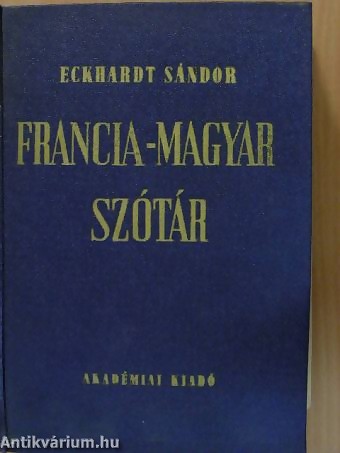 ECKHARDT SÁNDOR
FRANCIA-MAGYAR
SZÓTÁR
AKADÉMIAI KIADÓ
Antikvárium.hu